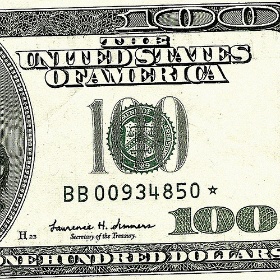 100
THE
UNITED STATES
OF AMERICA
100
BB 00934850 *
Lawrence H. Summers
H 23
Secretary of the Treasury.
100
ONE HUNDRED DOLLARS